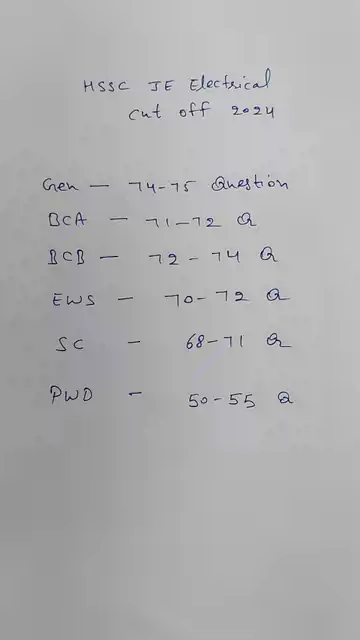 HSSC JE Electrical
Cut off 2024
Gen — 74-75 Question
BCA — 71-72 Q
BCB — 72-74 Q
EWS — 70-72 Q
SC - 68-71 Q
PWD - 50-55 Q